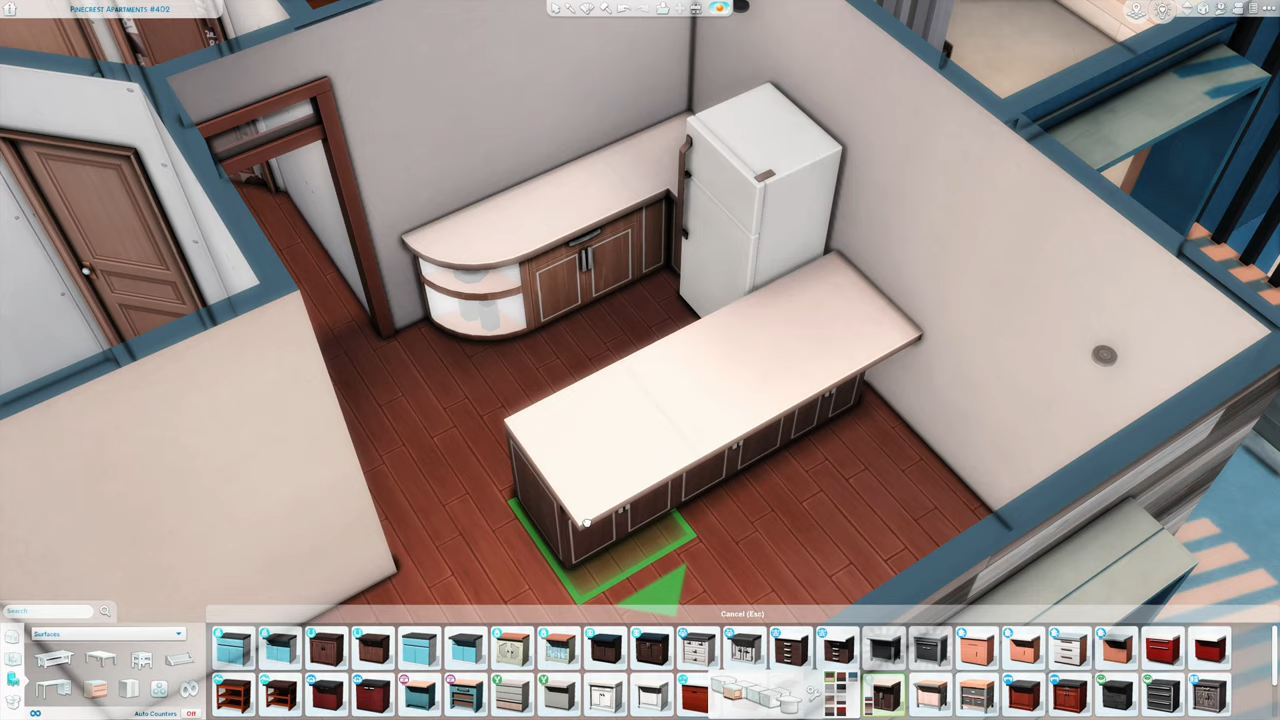 Pinecrest Apartments #402
Cancel (Esc)
Search
Surfaces
Auto Counters Off